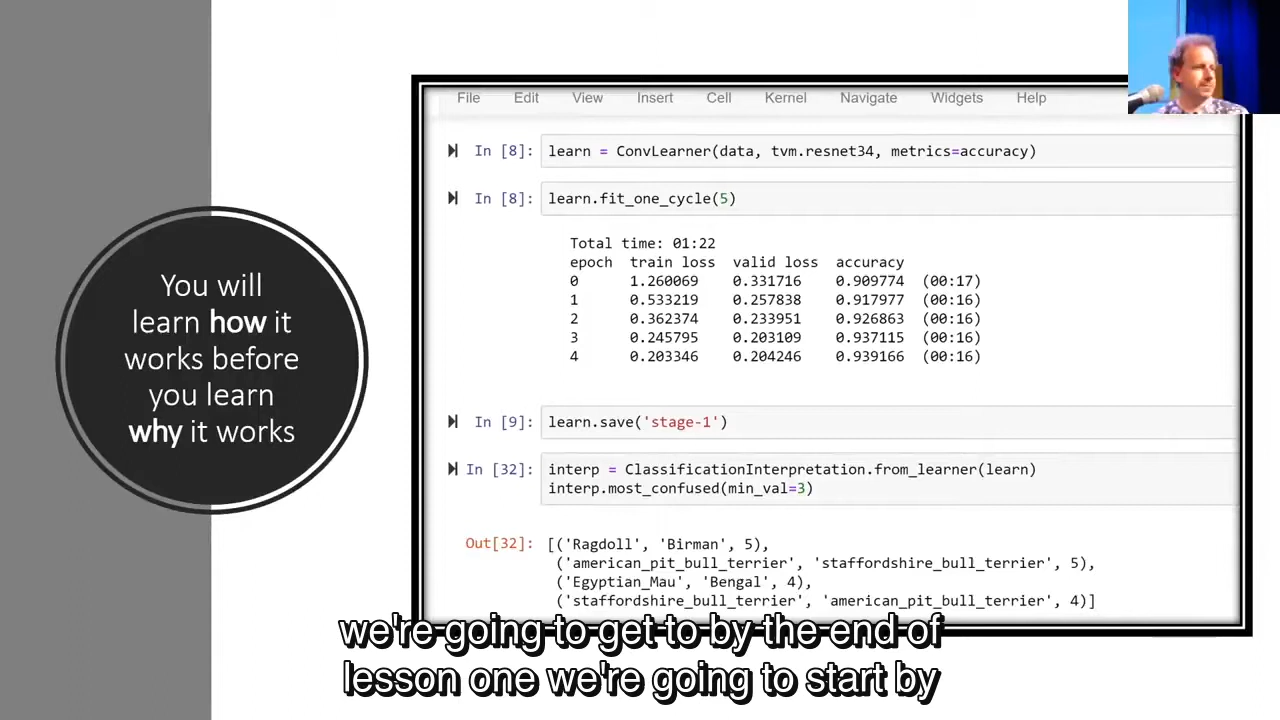 You will
learn how it
works before
you learn
why it works
File Edit View Insert Cell Kernel Navigate Widgets Help
In [8]: learn = ConvLearner(data, tvm.resnet34, metrics=accuracy)
In [8]: learn.fit_one_cycle(5)
Total time: 01:22
epoch train loss valid loss accuracy
0 1.260069 0.331716 0.909774 (00:17)
1 0.533219 0.257838 0.917977 (00:16)
2 0.362374 0.233951 0.926863 (00:16)
3 0.245795 0.203109 0.937115 (00:16)
4 0.203346 0.204246 0.939166 (00:16)
In [9]: learn.save('stage-1')
In [32]: interp = ClassificationInterpretation.from_learner(learn)
interp.most_confused(min_val=3)
Out[32]: [('Ragdoll', 'Birman', 5),
('american_pit_bull_terrier', 'staffordshire_bull_terrier', 5),
('Egyptian_Mau', 'Bengal', 4),
('staffordshire_bull_terrier', 'american_pit_bull_terrier', 4)]
we're going to get to by the end of
lesson one we're going to start by